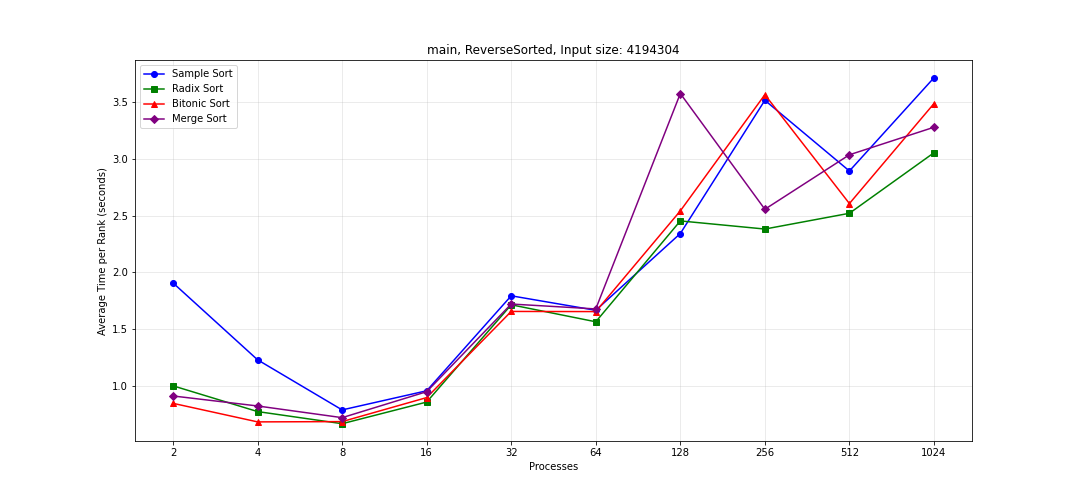 main, ReverseSorted, Input size: 4194304
Sample Sort
Radix Sort
Bitonic Sort
Merge Sort
Average Time per Rank (seconds)
3.5
3.0
2.5
2.0
1.5
1.0
2 4 8 16 32 64 128 256 512 1024
Processes